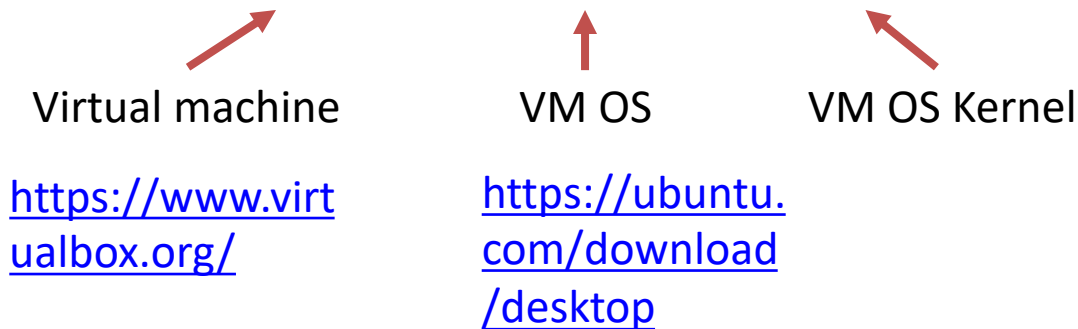 Virtual machine VM OS VM OS Kernel
https://www.virt
ualbox.org/
https://ubuntu.
com/download
/desktop